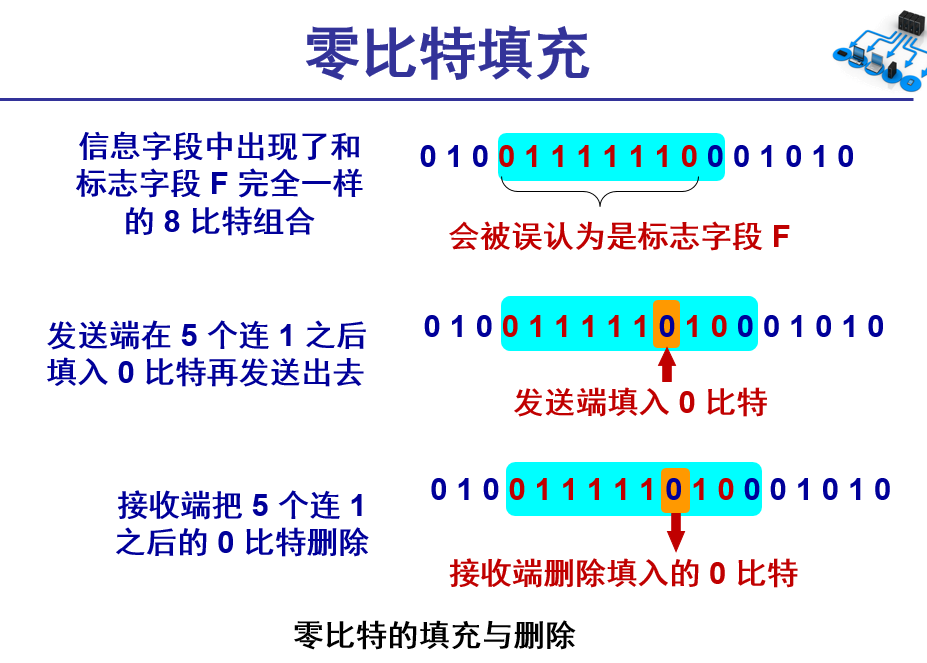 零比特填充
信息字段中出现了和
标志字段 F 完全一样
的 8 比特组合
0 1 0 0 1 1 1 1 1 1 0 0 0 1 0 1 0
会被误认为是标志字段 F
发送端在 5 个连 1 之后
填入 0 比特再发送出去
0 1 0 0 1 1 1 1 1 0 1 0 0 0 1 0 1 0
发送端填入 0 比特
接收端把 5 个连 1
之后的 0 比特删除
0 1 0 0 1 1 1 1 1 0 1 0 0 0 1 0 1 0
接收端删除填入的 0 比特
零比特的填充与删除